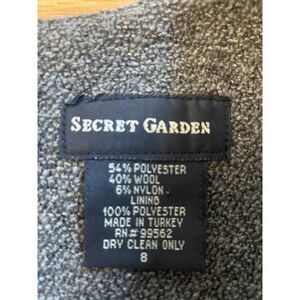 SECRET GARDEN
54% POLYESTER
40% WOOL
6% NYLON
LINING
100% POLYESTER
MADE IN TURKEY
RN# 99562
DRY CLEAN ONLY
8